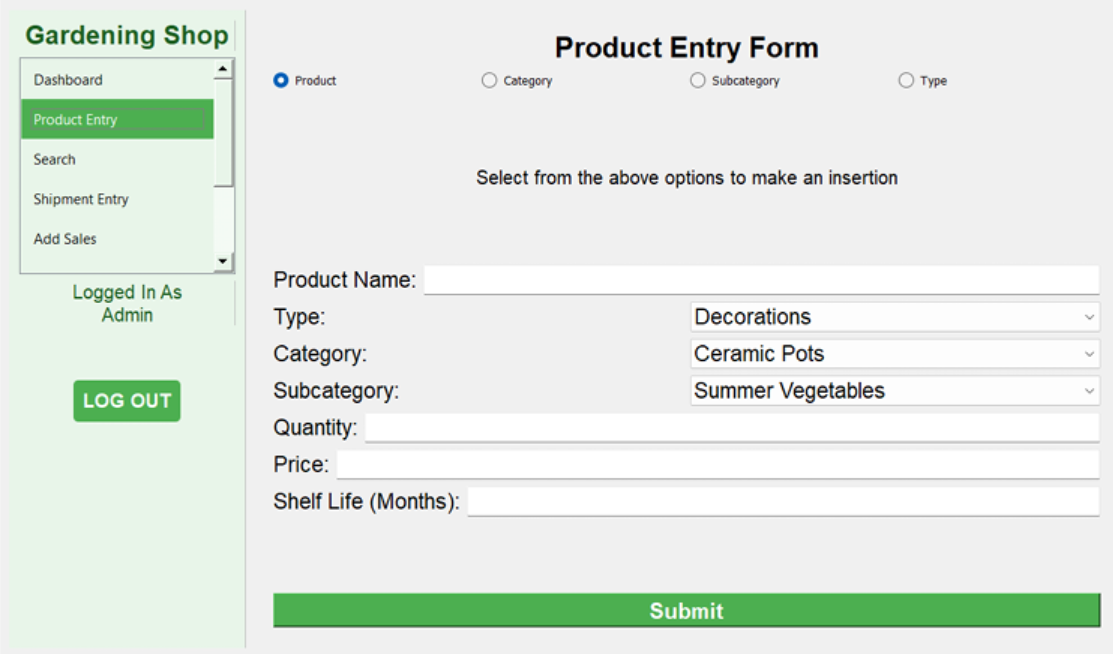 Gardening Shop
Dashboard
Product Entry
Search
Shipment Entry
Add Sales
Logged In As
Admin
LOG OUT
Product Entry Form
Product Category Subcategory Type
Select from the above options to make an insertion
Product Name:
Type: Decorations
Category: Ceramic Pots
Subcategory: Summer Vegetables
Quantity:
Price:
Shelf Life (Months):
Submit